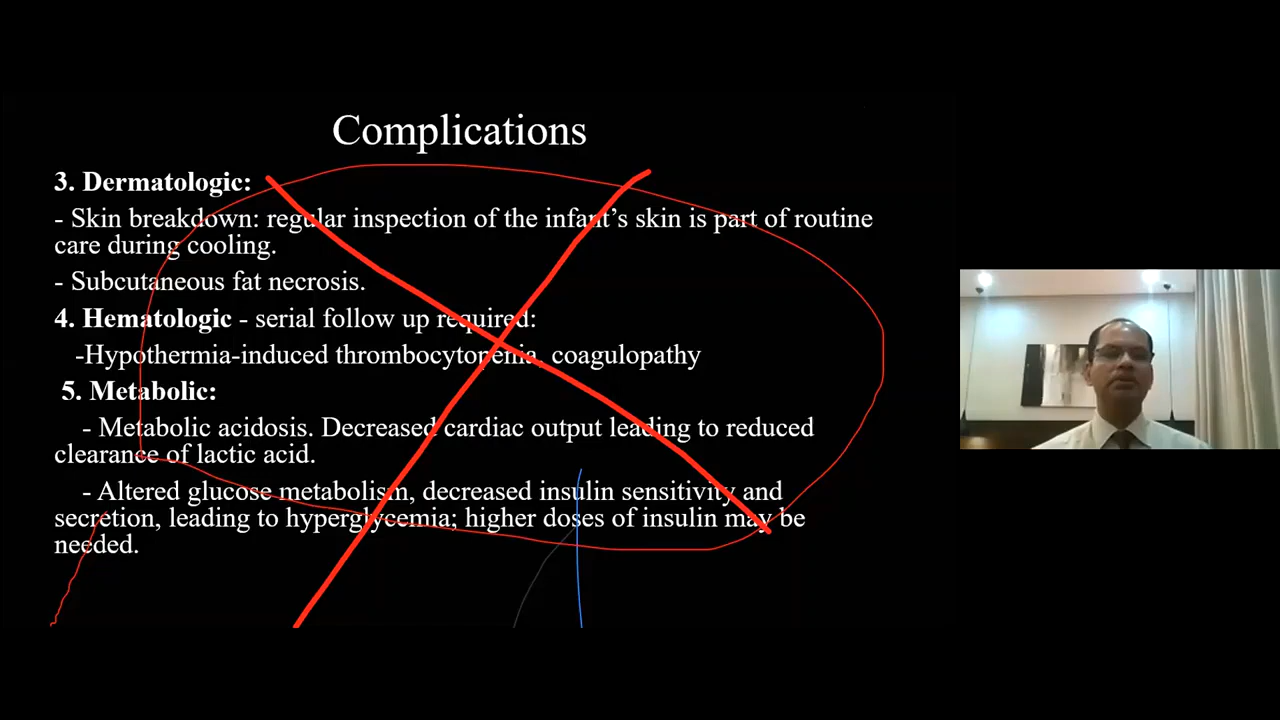 Complications
3. Dermatologic:
- Skin breakdown: regular inspection of the infant's skin is part of routine
care during cooling.
- Subcutaneous fat necrosis.
4. Hematologic - serial follow up required:
-Hypothermia-induced thrombocytopenia, coagulopathy
5. Metabolic:
- Metabolic acidosis. Decreased cardiac output leading to reduced
clearance of lactic acid.
- Altered glucose metabolism, decreased insulin sensitivity and
secretion, leading to hyperglycemia; higher doses of insulin may be
needed.